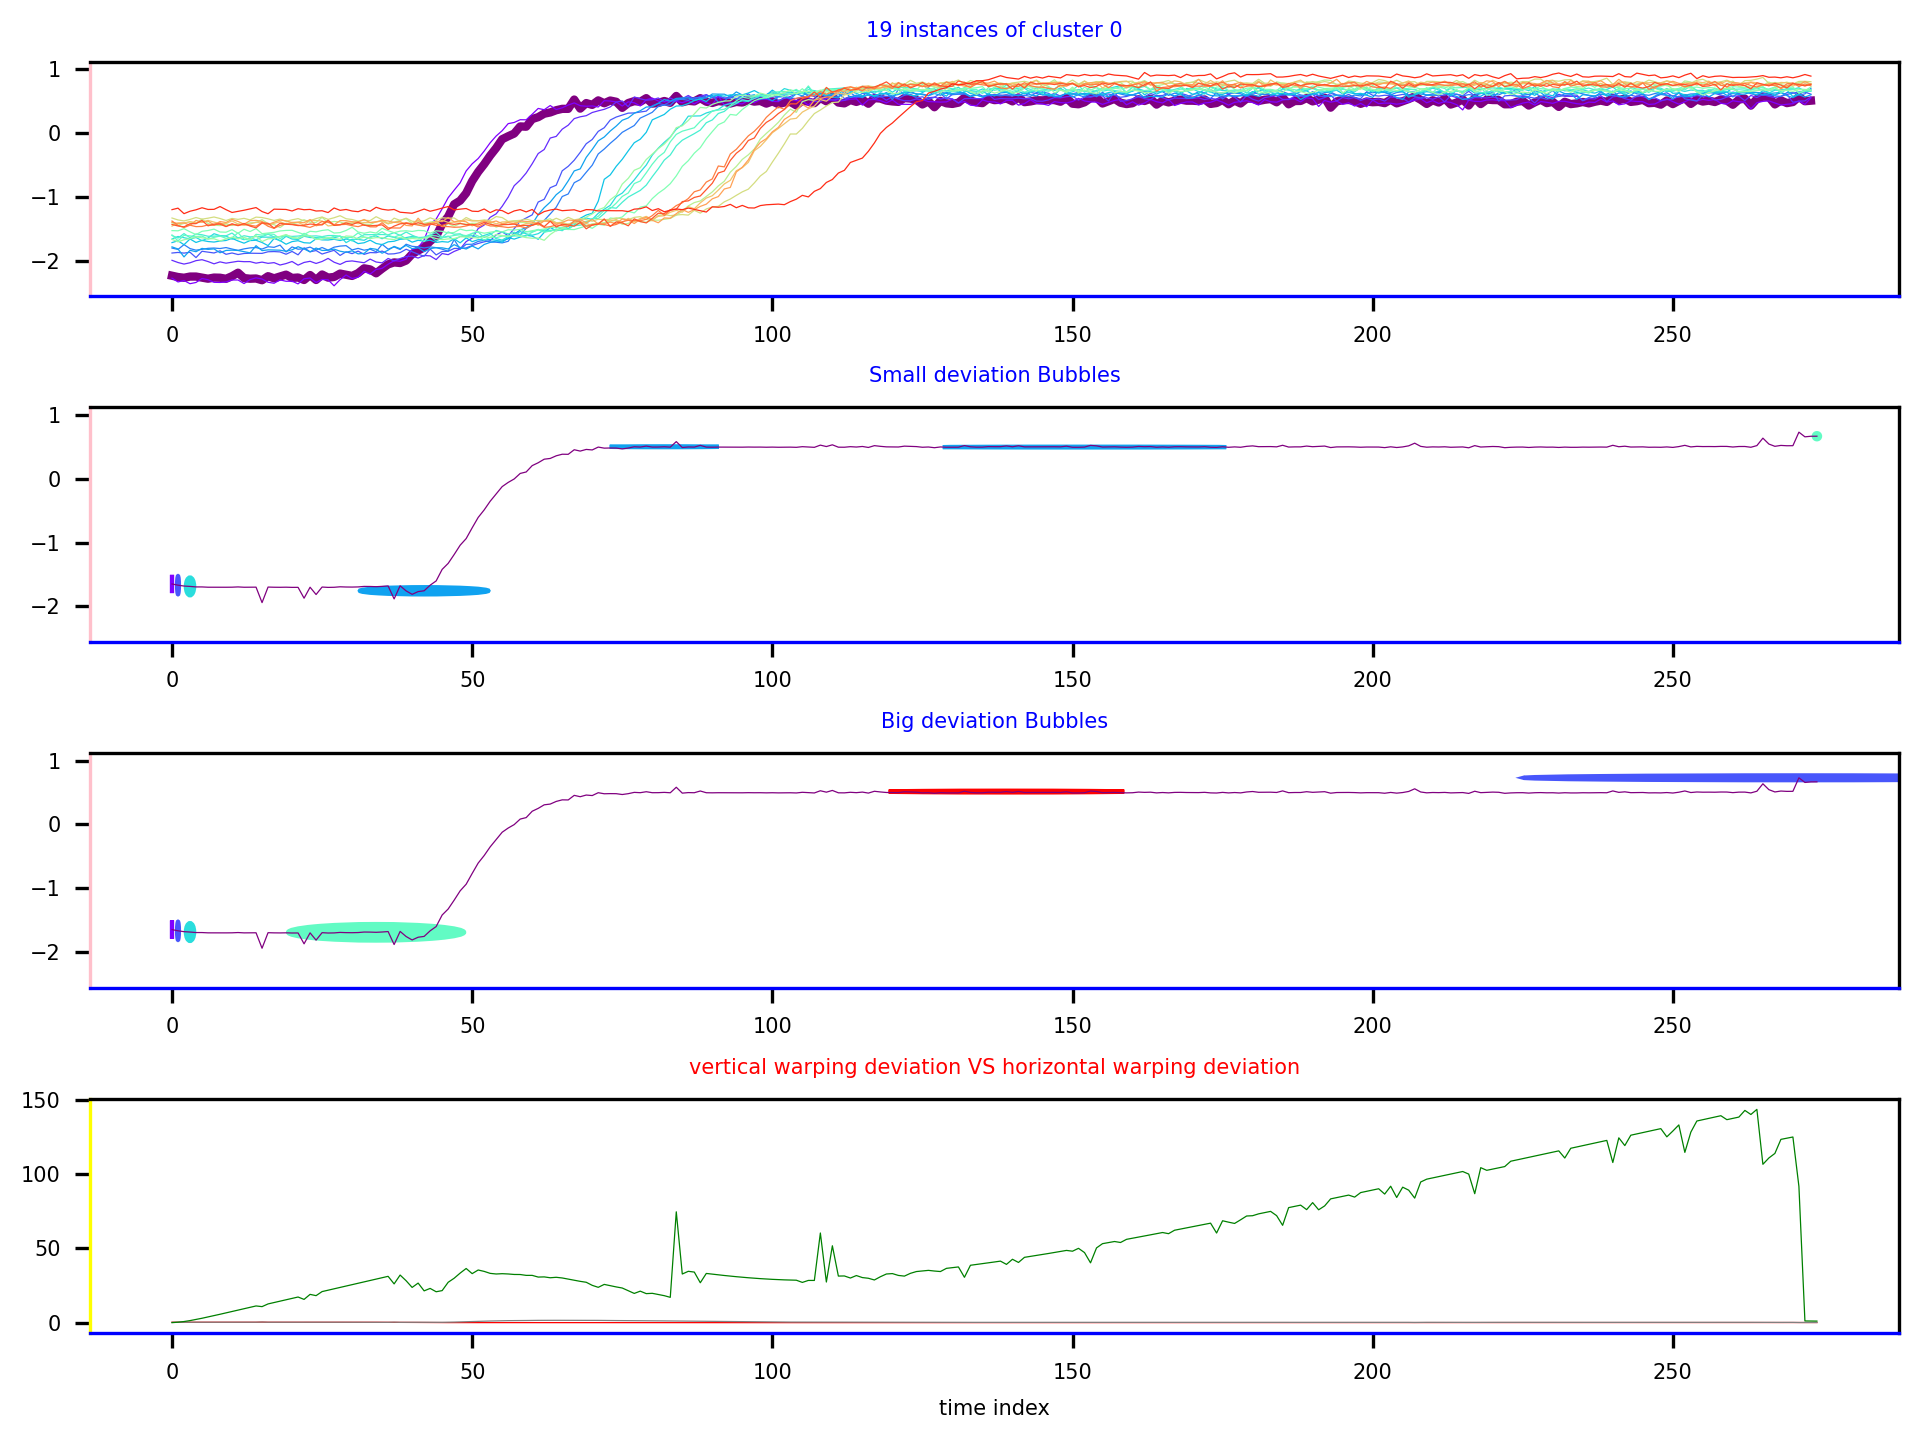 19 instances of cluster 0
1
0
−1
−2
0 50 100 150 200 250
Small deviation Bubbles
1
0
−1
−2
0 50 100 150 200 250
Big deviation Bubbles
1
0
−1
−2
0 50 100 150 200 250
vertical warping deviation VS horizontal warping deviation
150
100
50
0
0 50 100 150 200 250
time index